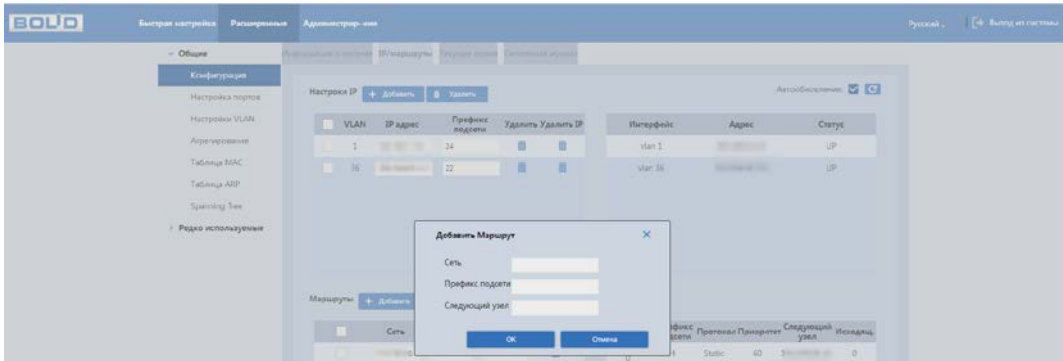 BOLID
Быстрая настройка Расширенные Администрир-ние Русский Выход из системы
Общие
Конфигурация
Настройка портов
Настройки VLAN
Агрегирование
Таблица MAC
Таблица ARP
Spanning Tree
Редко используемые
IP/маршруты
Настройки IP + Добавить Удалить
Автообновление
VLAN IP адрес Префикс подсети Удалить Удалить IP
1 24
36 22
Интерфейс Адрес Статус
vlan 1 UP
vlan 36 UP
Добавить Маршрут
Сеть
Префикс подсети
Следующий узел
OK Отмена
Маршруты + Добавить
Сеть
Протокол Приоритет Следующий узел Исходящ.
Static 60 0